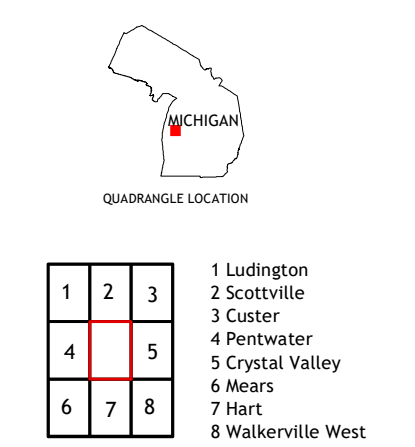 MICHIGAN
QUADRANGLE LOCATION
1 2 3
4 5
6 7 8
1 Ludington
2 Scottville
3 Custer
4 Pentwater
5 Crystal Valley
6 Mears
7 Hart
8 Walkerville West